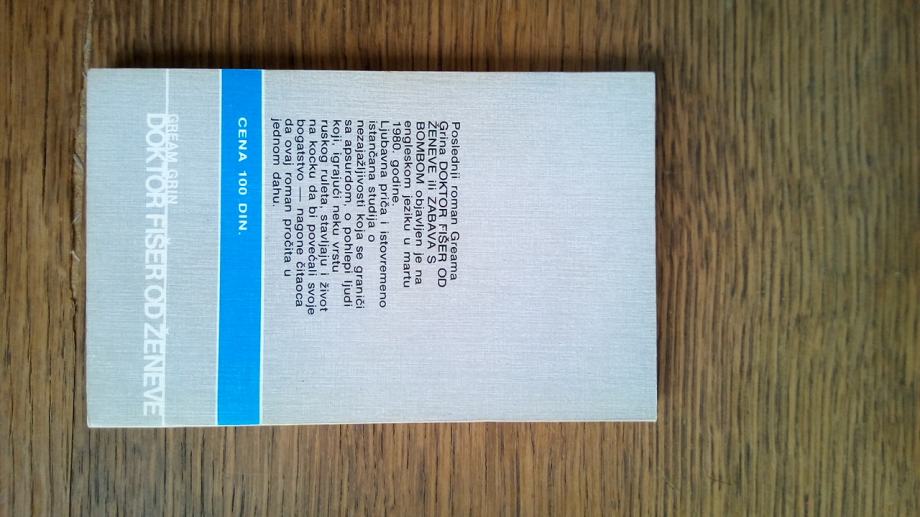 Poslednji roman Greama
Grina DOKTOR FIŠER OD
ŽENEVE ili ZABAVA S
BOMBOM objavljen je na
engleskom jeziku u martu
1980. godine.
Ljubavna priča i istovremeno
istančana studija o
nezajažljivosti koja se graniči
sa apsurdom, o pohlepi ljudi
koji, igrajući neku vrstu
ruskog ruleta, stavljaju i život
na kocku da bi povećali svoje
bogatstvo — nagone čitaoca
da ovaj roman pročita u
jednom dahu.
CENA 100 DIN.
GREAM GRIN
DOKTOR FIŠER OD ŽENEVE